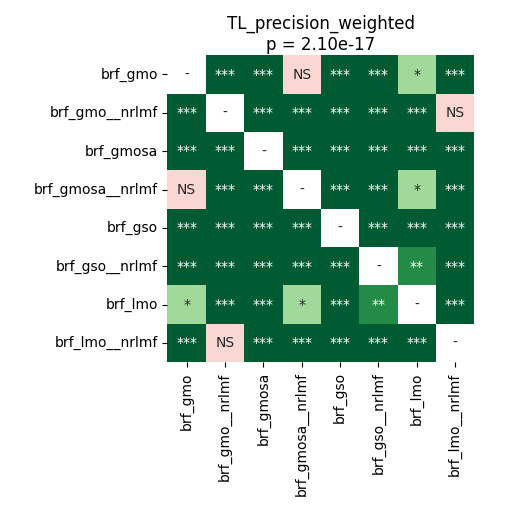 TL_precision_weighted
p = 2.10e-17
brf_gmo - *** *** NS *** *** * ***
brf_gmo__nrlmf *** - *** *** *** *** *** NS
brf_gmosa *** *** - *** *** *** *** ***
brf_gmosa__nrlmf NS *** *** - *** *** * ***
brf_gso *** *** *** *** - *** *** ***
brf_gso__nrlmf *** *** *** *** *** - ** ***
brf_lmo * *** *** * *** ** - ***
brf_lmo__nrlmf *** NS *** *** *** *** *** -
brf_gmo
brf_gmo__nrlmf
brf_gmosa
brf_gmosa__nrlmf
brf_gso
brf_gso__nrlmf
brf_lmo
brf_lmo__nrlmf